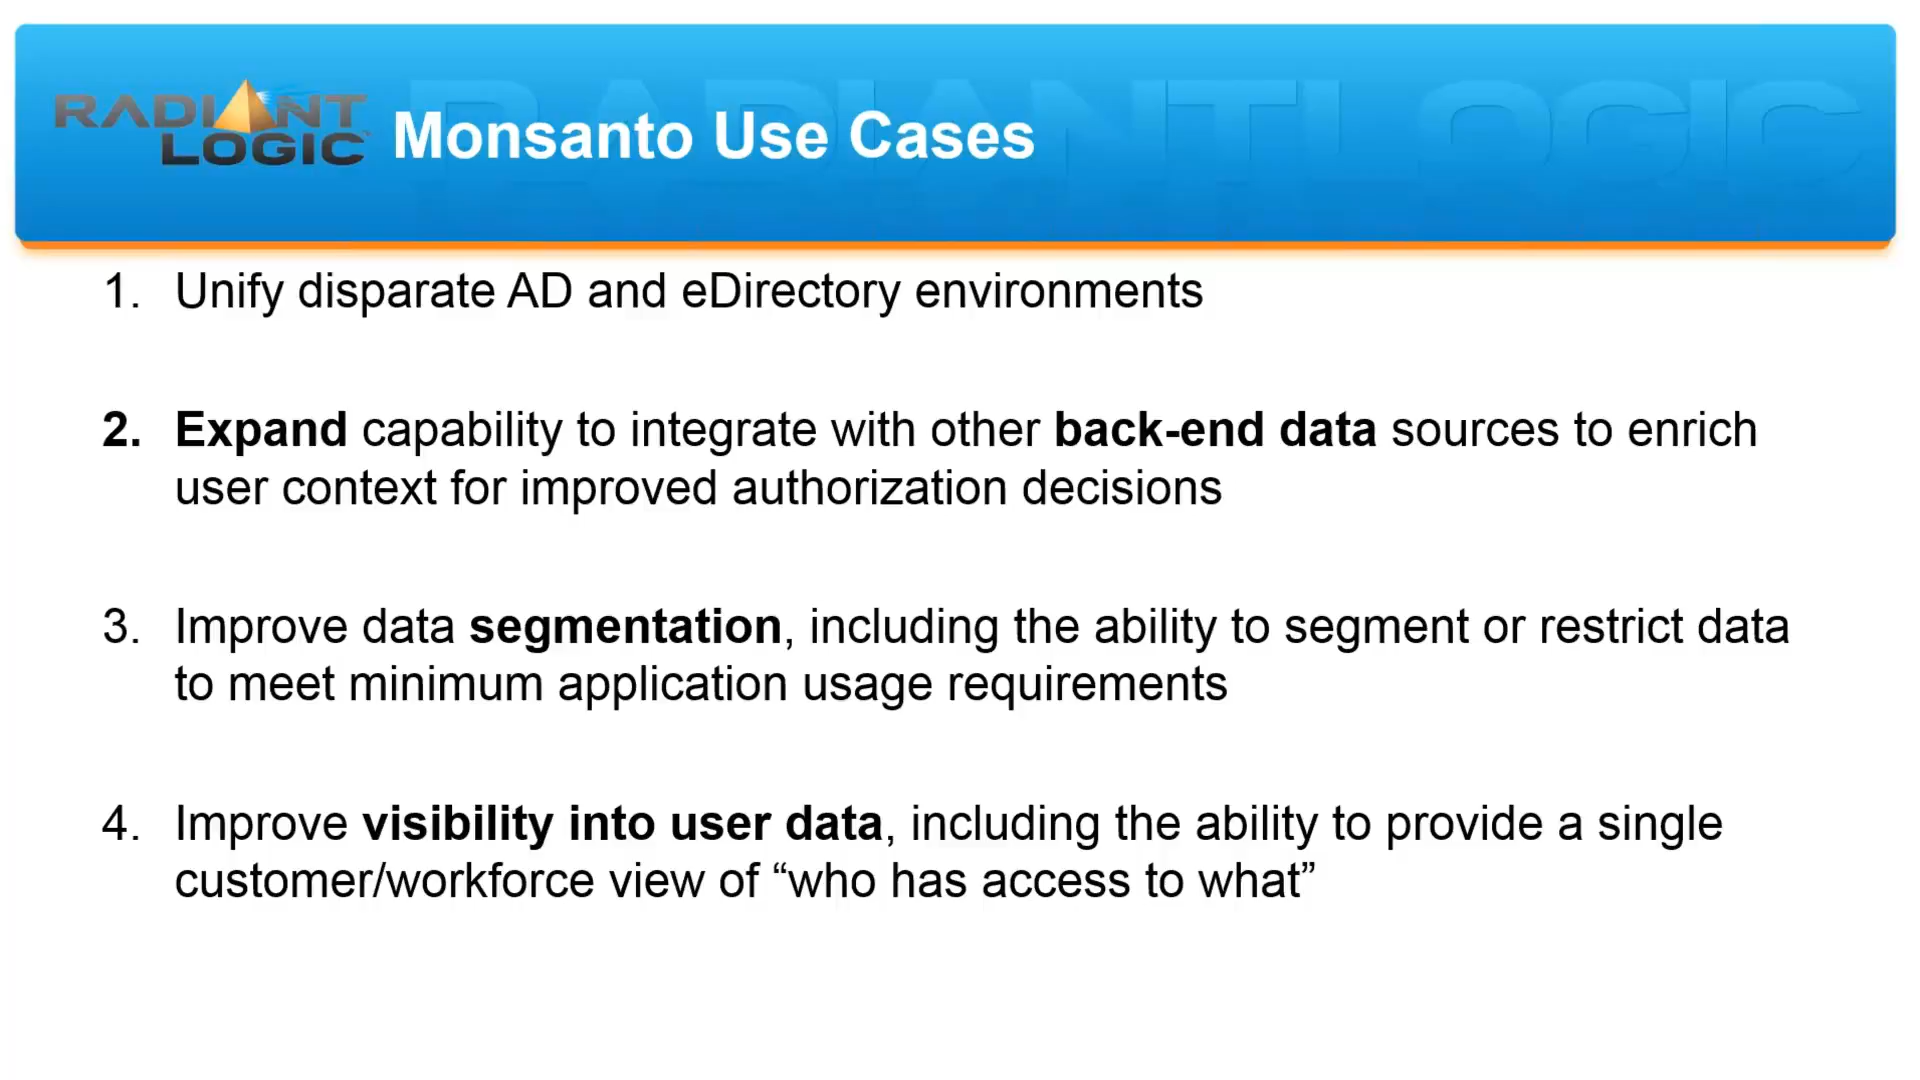 RADIANT
LOGIC
RADIANTLOGIC
Monsanto Use Cases
1. Unify disparate AD and eDirectory environments
2. Expand capability to integrate with other back-end data sources to enrich
user context for improved authorization decisions
3. Improve data segmentation, including the ability to segment or restrict data
to meet minimum application usage requirements
4. Improve visibility into user data, including the ability to provide a single
customer/workforce view of “who has access to what”